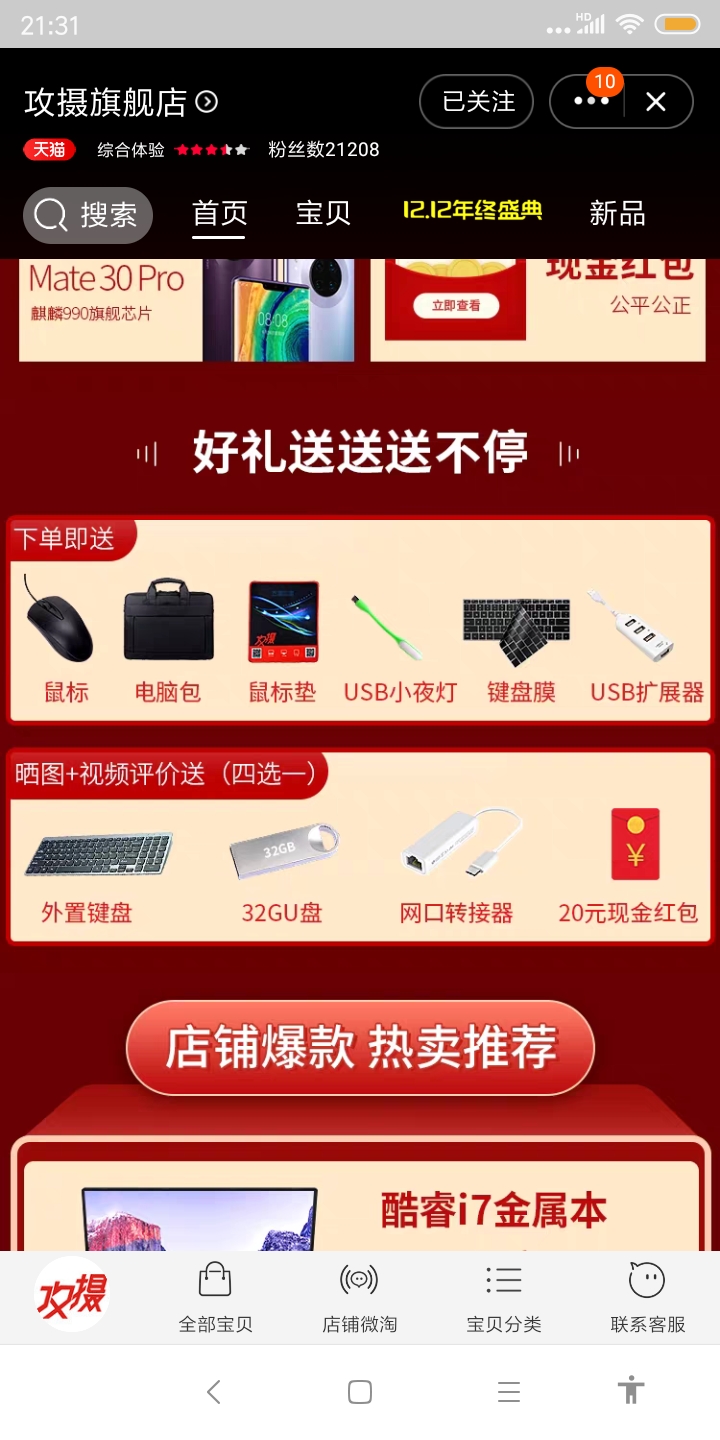 21:31
HD
攻摄旗舰店
已关注
10
天猫 综合体验 粉丝数21208
搜索 首页 宝贝 12.12年终盛典 新品
Mate 30 Pro
麒麟990旗舰芯片
08:08
现金红包
立即查看
公平公正
好礼送送送不停
下单即送
攻摄
鼠标 电脑包 鼠标垫 USB小夜灯 键盘膜 USB扩展器
晒图+视频评价送（四选一）
32GB
¥
外置键盘 32GU盘 网口转接器 20元现金红包
店铺爆款 热卖推荐
酷睿i7金属本
攻摄
全部宝贝 店铺微淘 宝贝分类 联系客服